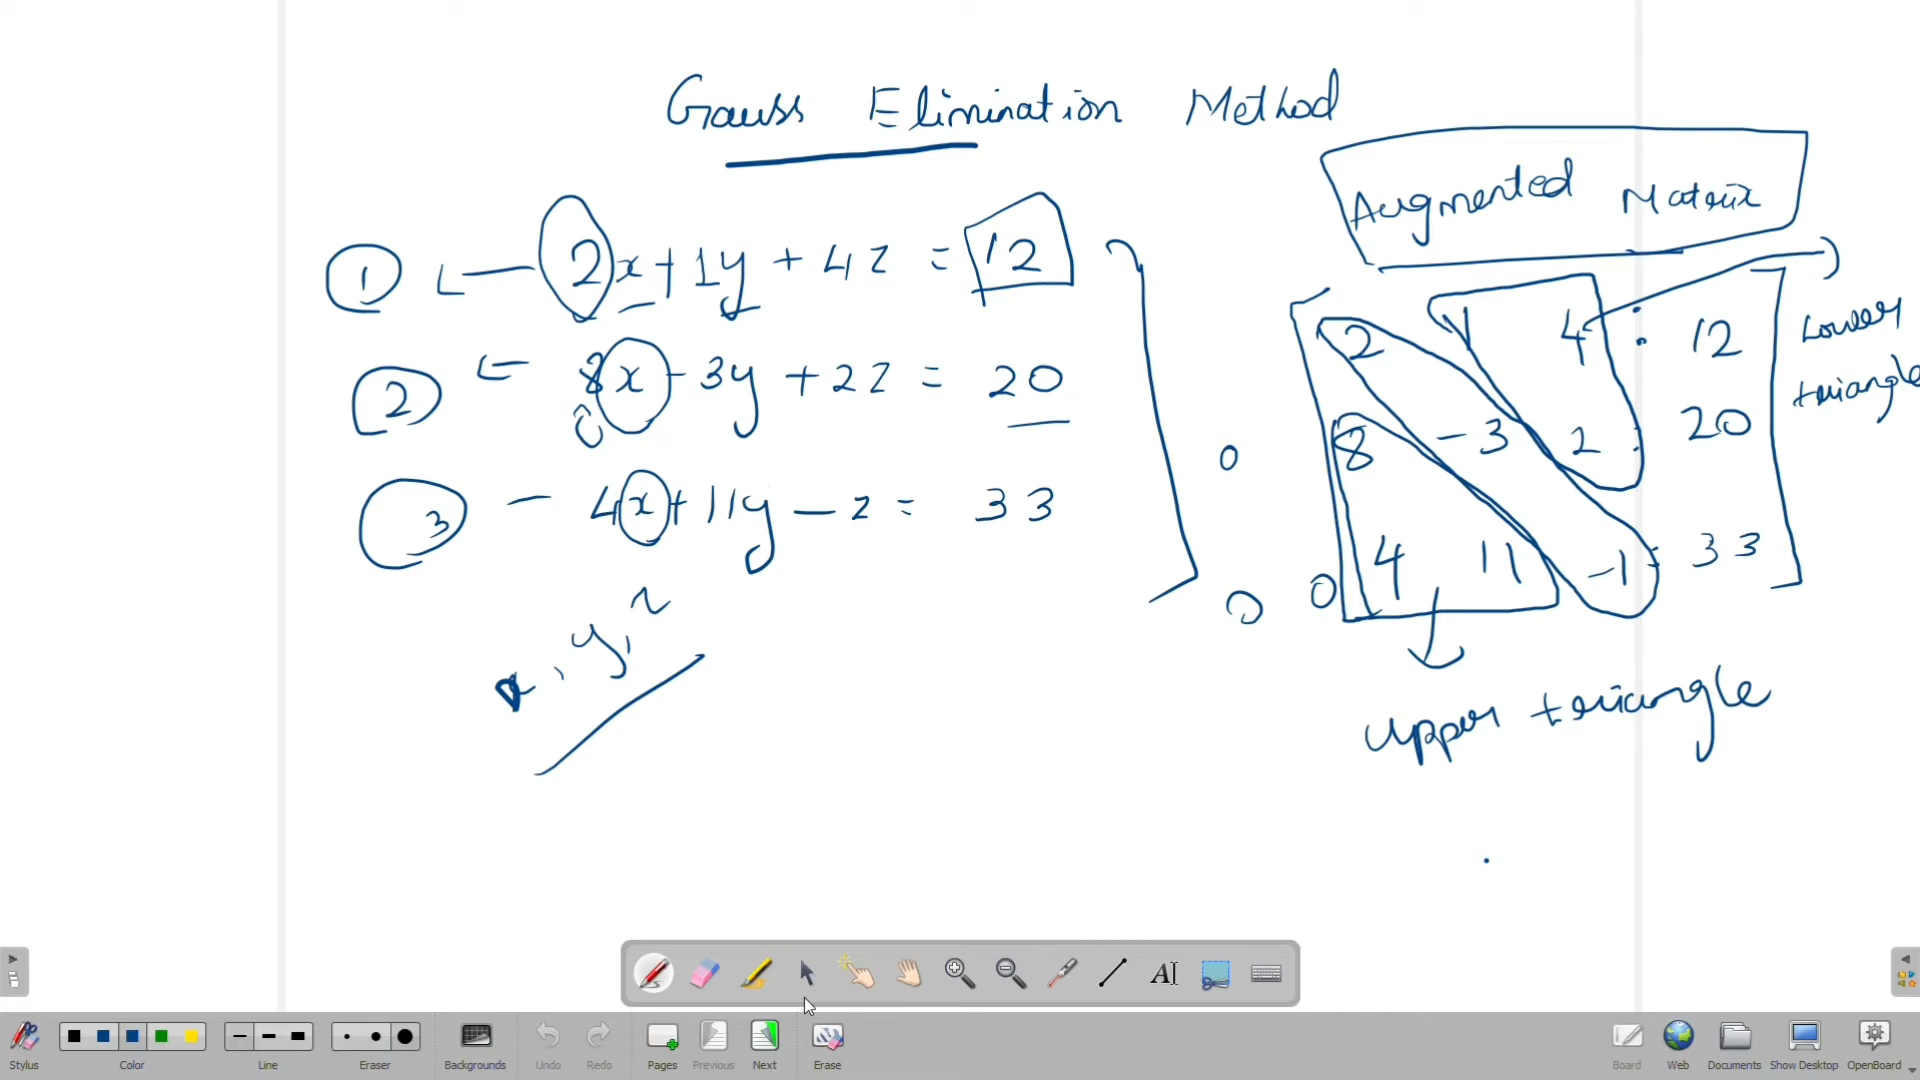 Gauss Elimination Method
Augmented Matrix
① ← 2x + 1y + 4z = 12
② ← 8x - 3y + 2z = 20
0
③ - 4x + 11y - z = 33
x, y, z
2 1 4 : 12
8 -3 2 : 20
4 11 -1 : 33
0
0 0
Lower
triangle
Upper triangle
Stylus Color Line Eraser Backgrounds Undo Redo Pages Previous Next Erase Board Web Documents Show Desktop OpenBoard